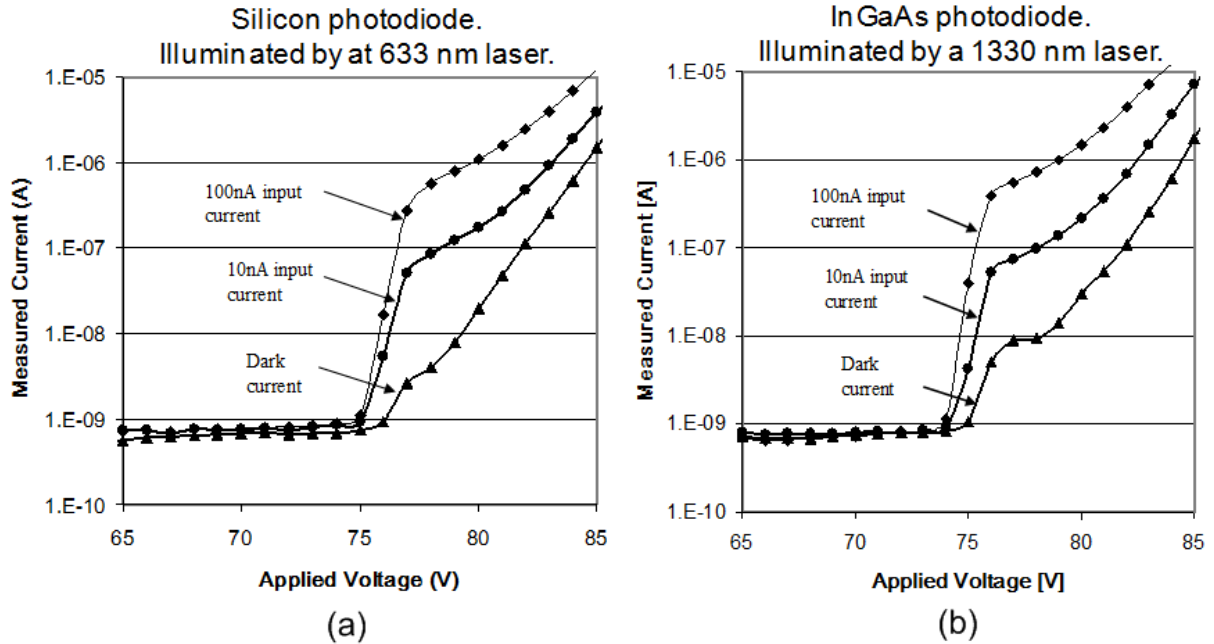 Silicon photodiode.
Illuminated by at 633 nm laser.
1.E-05
1.E-06
1.E-07
1.E-08
1.E-09
1.E-10
Measured Current (A)
100nA input
current
10nA input
current
Dark
current
65 70 75 80 85
Applied Voltage (V)
(a)
InGaAs photodiode.
Illuminated by a 1330 nm laser.
1.E-05
1.E-06
1.E-07
1.E-08
1.E-09
1.E-10
Measured Current [A]
100nA input
current
10nA input
current
Dark
current
65 70 75 80 85
Applied Voltage [V]
(b)